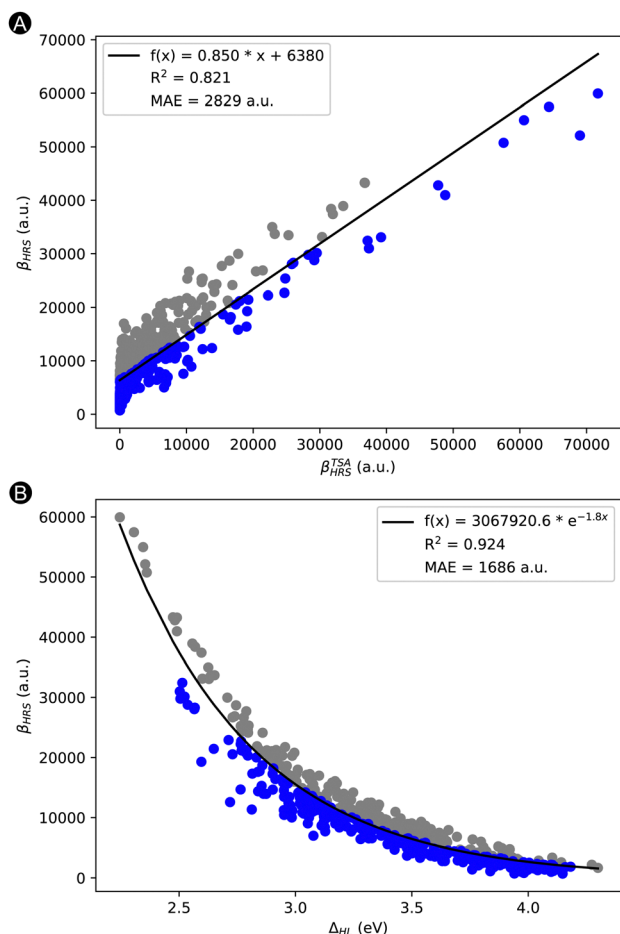 A
f(x) = 0.850 * x + 6380
R² = 0.821
MAE = 2829 a.u.
70000
60000
50000
40000
30000
20000
10000
0
β_HRS (a.u.)
0 10000 20000 30000 40000 50000 60000 70000
β^TSA_HRS (a.u.)
B
f(x) = 3067920.6 * e^−1.8x
R² = 0.924
MAE = 1686 a.u.
60000
50000
40000
30000
20000
10000
0
β_HRS (a.u.)
2.5 3.0 3.5 4.0
Δ_HL (eV)